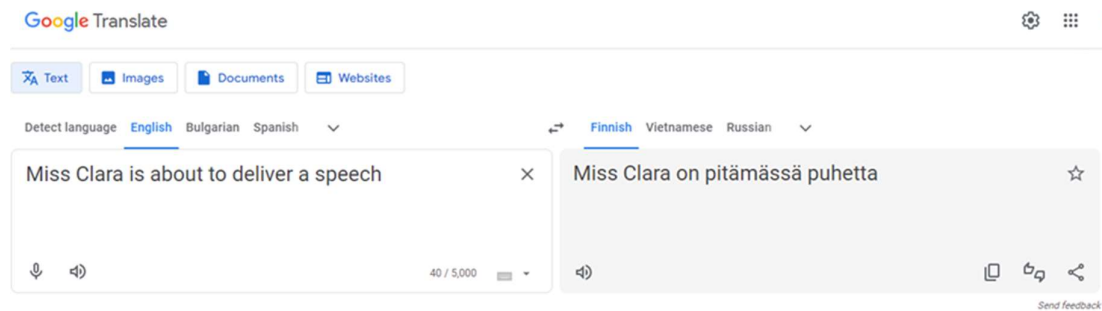 Google Translate
Text Images Documents Websites
Detect language English Bulgarian Spanish Finnish Vietnamese Russian
Miss Clara is about to deliver a speech
Miss Clara on pitämässä puhetta
40 / 5,000
Send feedback